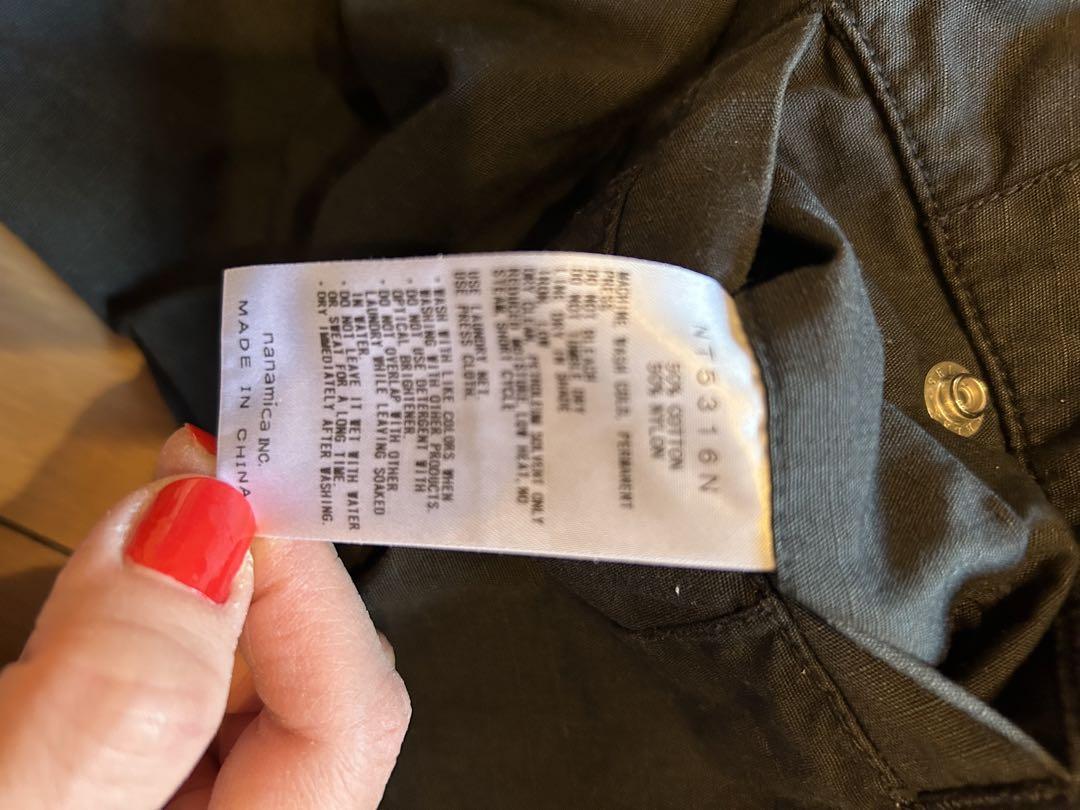 NT5316N
50% COTTON
50% NYLON
MACHINE WASH COLD, PERMANENT
PRESS
DO NOT BLEACH
DO NOT TUMBLE DRY
LINE DRY IN SHADE
IRON LOW
DRY CLEAN, PETROLEUM SOLVENT ONLY
REDUCED MOISTURE, LOW HEAT, NO
STEAM, SHORT CYCLE
USE LAUNDRY NET.
USE PRESS CLOTH.
・WASH WITH LIKE COLORS WHEN
WASHING WITH OTHER PRODUCTS.
・DO NOT USE DETERGENT WITH
OPTICAL BRIGHTENER.
・DO NOT OVERLAP WITH OTHER
LAUNDRY WHILE LEAVING SOAKED
IN WATER.
・DO NOT LEAVE IT WET WITH WATER
OR SWEAT FOR A LONG TIME.
・DRY IMMEDIATELY AFTER WASHING.
nanamica INC.
MADE IN CHINA